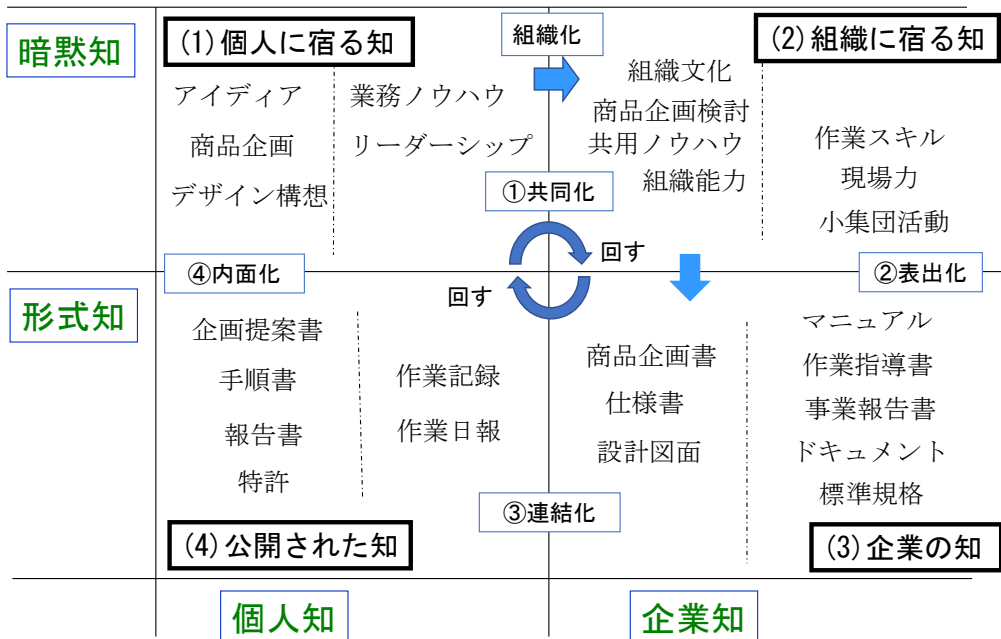 暗黙知
(1)個人に宿る知
組織化
(2)組織に宿る知
アイディア
商品企画
デザイン構想
業務ノウハウ
リーダーシップ
組織文化
商品企画検討
共用ノウハウ
組織能力
作業スキル
現場力
小集団活動
①共同化
回す
回す
④内面化
②表出化
形式知
企画提案書
手順書
報告書
特許
作業記録
作業日報
商品企画書
仕様書
設計図面
マニュアル
作業指導書
事業報告書
ドキュメント
標準規格
③連結化
(4)公開された知
(3)企業の知
個人知
企業知